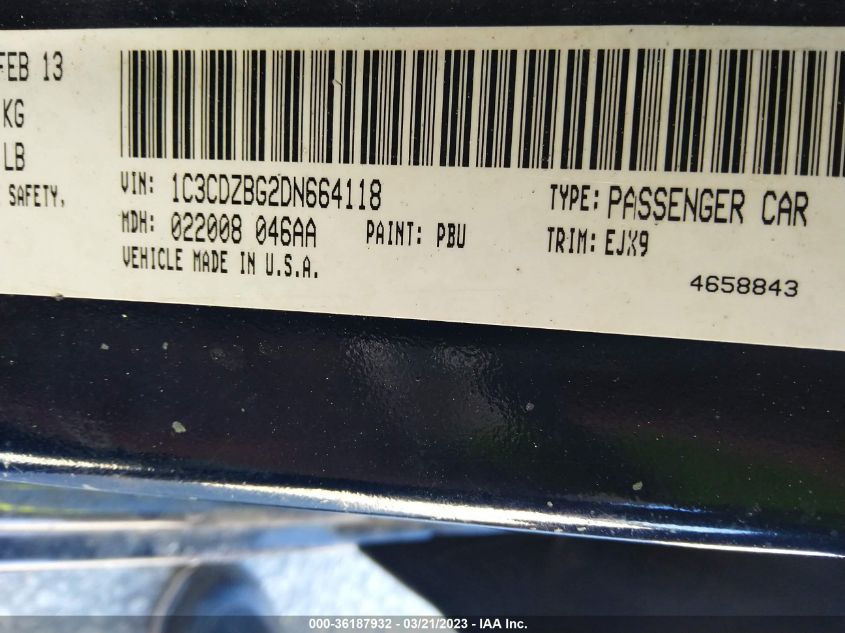 FEB 13
KG
LB
SAFETY.
VIN: 1C3CDZBG2DN664118 TYPE: PASSENGER CAR
MDH: 022008 046AA PAINT: PBU TRIM: EJX9
VEHICLE MADE IN U.S.A.
4658843
000-36187932 - 03/21/2023 - © IAA Inc.